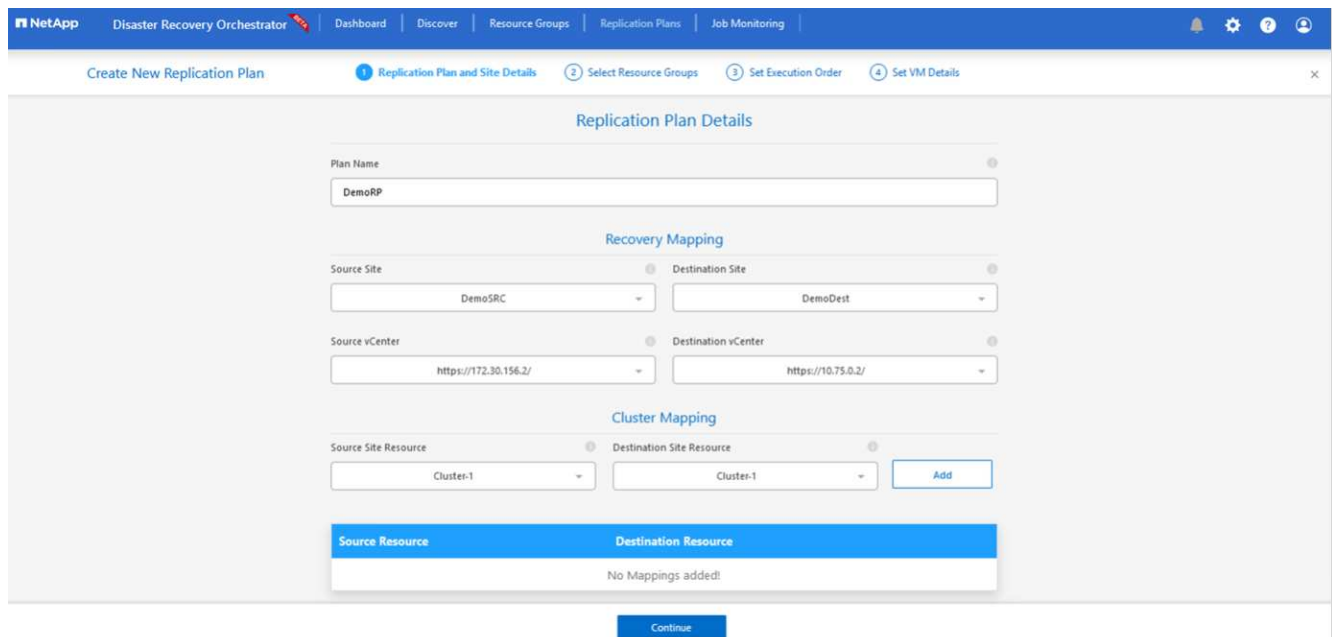 NetApp Disaster Recovery Orchestrator BETA Dashboard Discover Resource Groups Replication Plans Job Monitoring
Create New Replication Plan 1 Replication Plan and Site Details 2 Select Resource Groups 3 Set Execution Order 4 Set VM Details
Replication Plan Details
Plan Name
DemoRP
Recovery Mapping
Source Site Destination Site
DemoSRC DemoDest
Source vCenter Destination vCenter
https://172.30.156.2/ https://10.75.0.2/
Cluster Mapping
Source Site Resource Destination Site Resource
Cluster-1 Cluster-1 Add
Source Resource Destination Resource
No Mappings added!
Continue